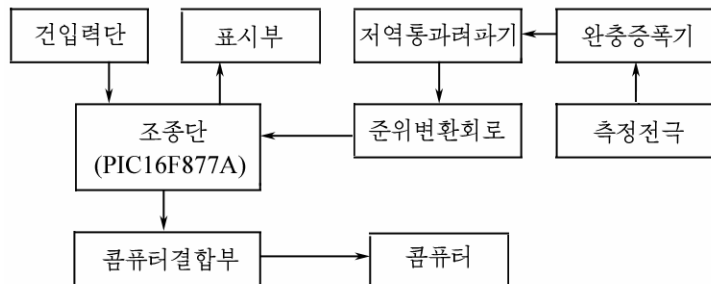 건입력단
표시부
저역통과려파기
완충증폭기
조종단
(PIC16F877A)
준위변환회로
측정전극
콤퓨터결합부
콤퓨터